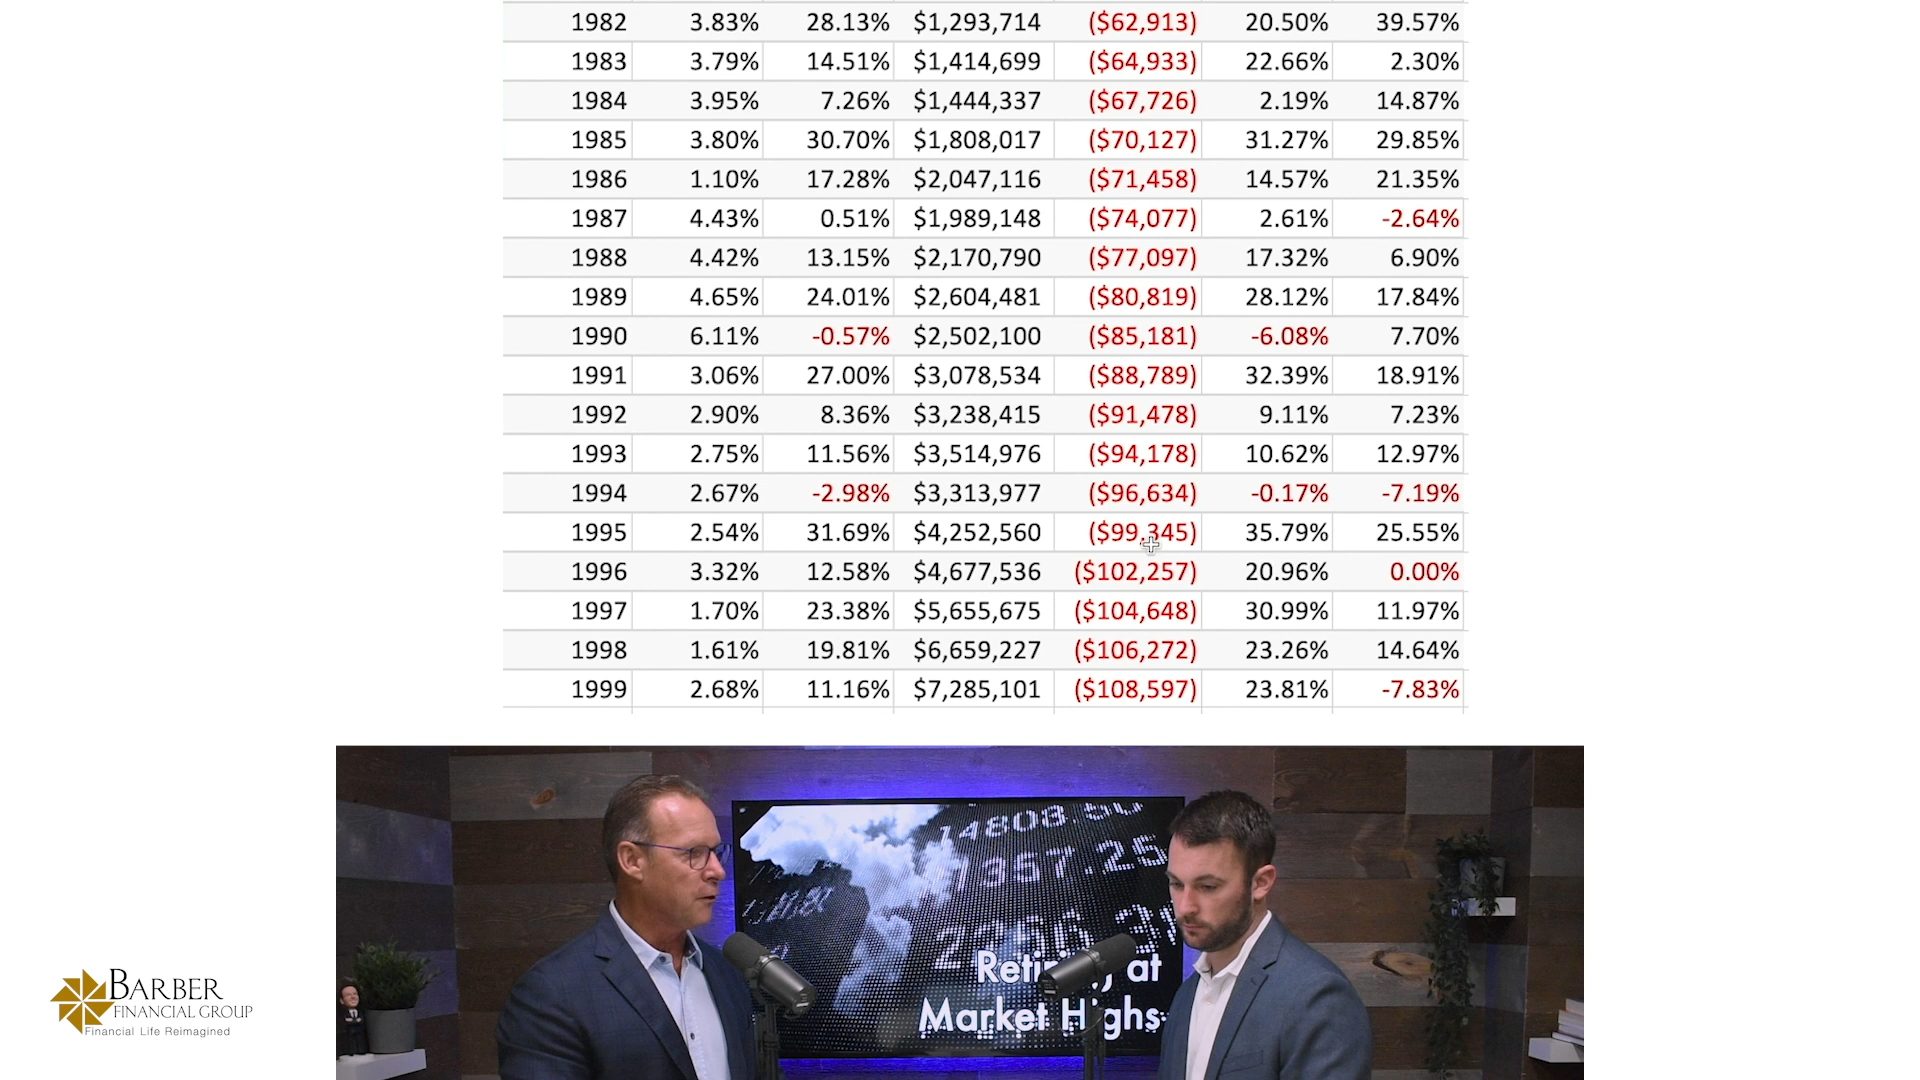 1982 3.83% 28.13% $1,293,714 ($62,913) 20.50% 39.57%
1983 3.79% 14.51% $1,414,699 ($64,933) 22.66% 2.30%
1984 3.95% 7.26% $1,444,337 ($67,726) 2.19% 14.87%
1985 3.80% 30.70% $1,808,017 ($70,127) 31.27% 29.85%
1986 1.10% 17.28% $2,047,116 ($71,458) 14.57% 21.35%
1987 4.43% 0.51% $1,989,148 ($74,077) 2.61% -2.64%
1988 4.42% 13.15% $2,170,790 ($77,097) 17.32% 6.90%
1989 4.65% 24.01% $2,604,481 ($80,819) 28.12% 17.84%
1990 6.11% -0.57% $2,502,100 ($85,181) -6.08% 7.70%
1991 3.06% 27.00% $3,078,534 ($88,789) 32.39% 18.91%
1992 2.90% 8.36% $3,238,415 ($91,478) 9.11% 7.23%
1993 2.75% 11.56% $3,514,976 ($94,178) 10.62% 12.97%
1994 2.67% -2.98% $3,313,977 ($96,634) -0.17% -7.19%
1995 2.54% 31.69% $4,252,560 ($99,345) 35.79% 25.55%
1996 3.32% 12.58% $4,677,536 ($102,257) 20.96% 0.00%
1997 1.70% 23.38% $5,655,675 ($104,648) 30.99% 11.97%
1998 1.61% 19.81% $6,659,227 ($106,272) 23.26% 14.64%
1999 2.68% 11.16% $7,285,101 ($108,597) 23.81% -7.83%
14808.50
1357.25
at
Market Highs
BARBER
FINANCIAL GROUP
Financial Life Reimagined